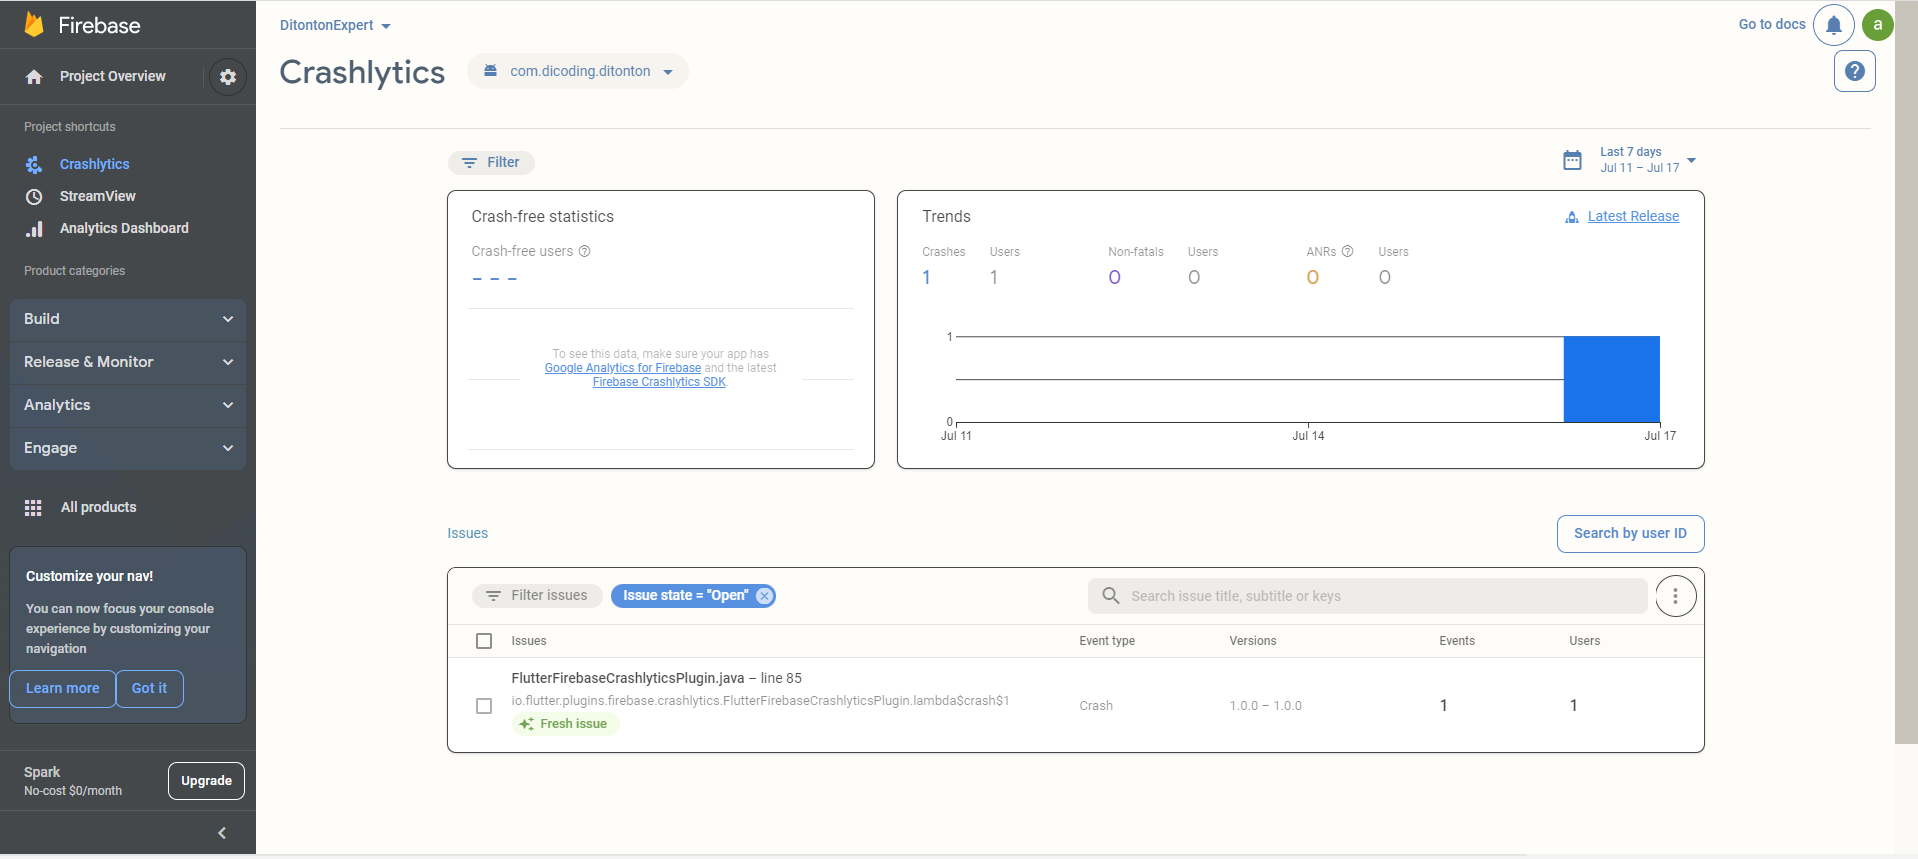 Firebase
Project Overview
Project shortcuts
Crashlytics
StreamView
Analytics Dashboard
Product categories
Build
Release & Monitor
Analytics
Engage
All products
Customize your nav!
You can now focus your console
experience by customizing your
navigation
Learn more
Got it
Spark
No-cost $0/month
Upgrade
DitontonExpert
Go to docs
a
Crashlytics
com.dicoding.ditonton
Filter
Last 7 days
Jul 11 – Jul 17
Crash-free statistics
Crash-free users
To see this data, make sure your app has
Google Analytics for Firebase and the latest
Firebase Crashlytics SDK.
Trends
Latest Release
Crashes Users Non-fatals Users ANRs Users
1 1 0 0 0 0
1
0
Jul 11 Jul 14 Jul 17
Issues
Search by user ID
Filter issues
Issue state = "Open"
Search issue title, subtitle or keys
Issues Event type Versions Events Users
FlutterFirebaseCrashlyticsPlugin.java – line 85
io.flutter.plugins.firebase.crashlytics.FlutterFirebaseCrashlyticsPlugin.lambda$crash$1
Crash 1.0.0 – 1.0.0 1 1
Fresh issue